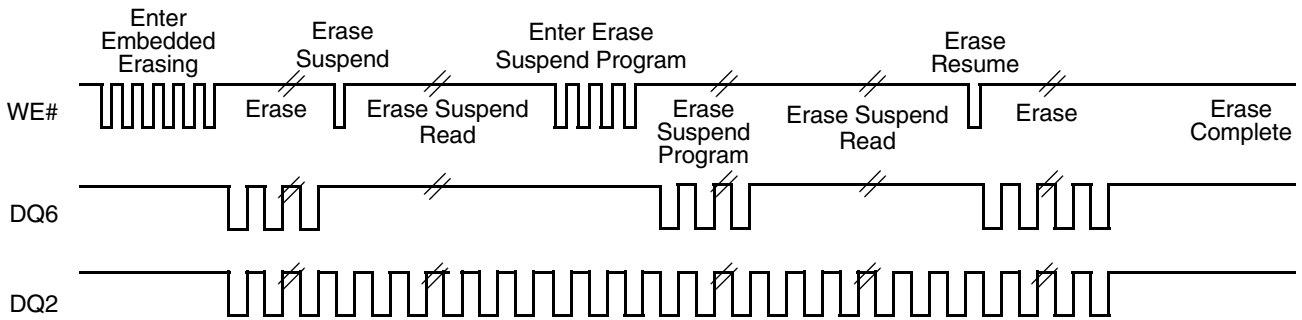 Enter
Embedded
Erasing
Erase
Suspend
Enter Erase
Suspend Program
Erase
Resume
WE#
Erase
Erase Suspend
Read
Erase
Suspend
Program
Erase Suspend
Read
Erase
Erase
Complete
DQ6
DQ2